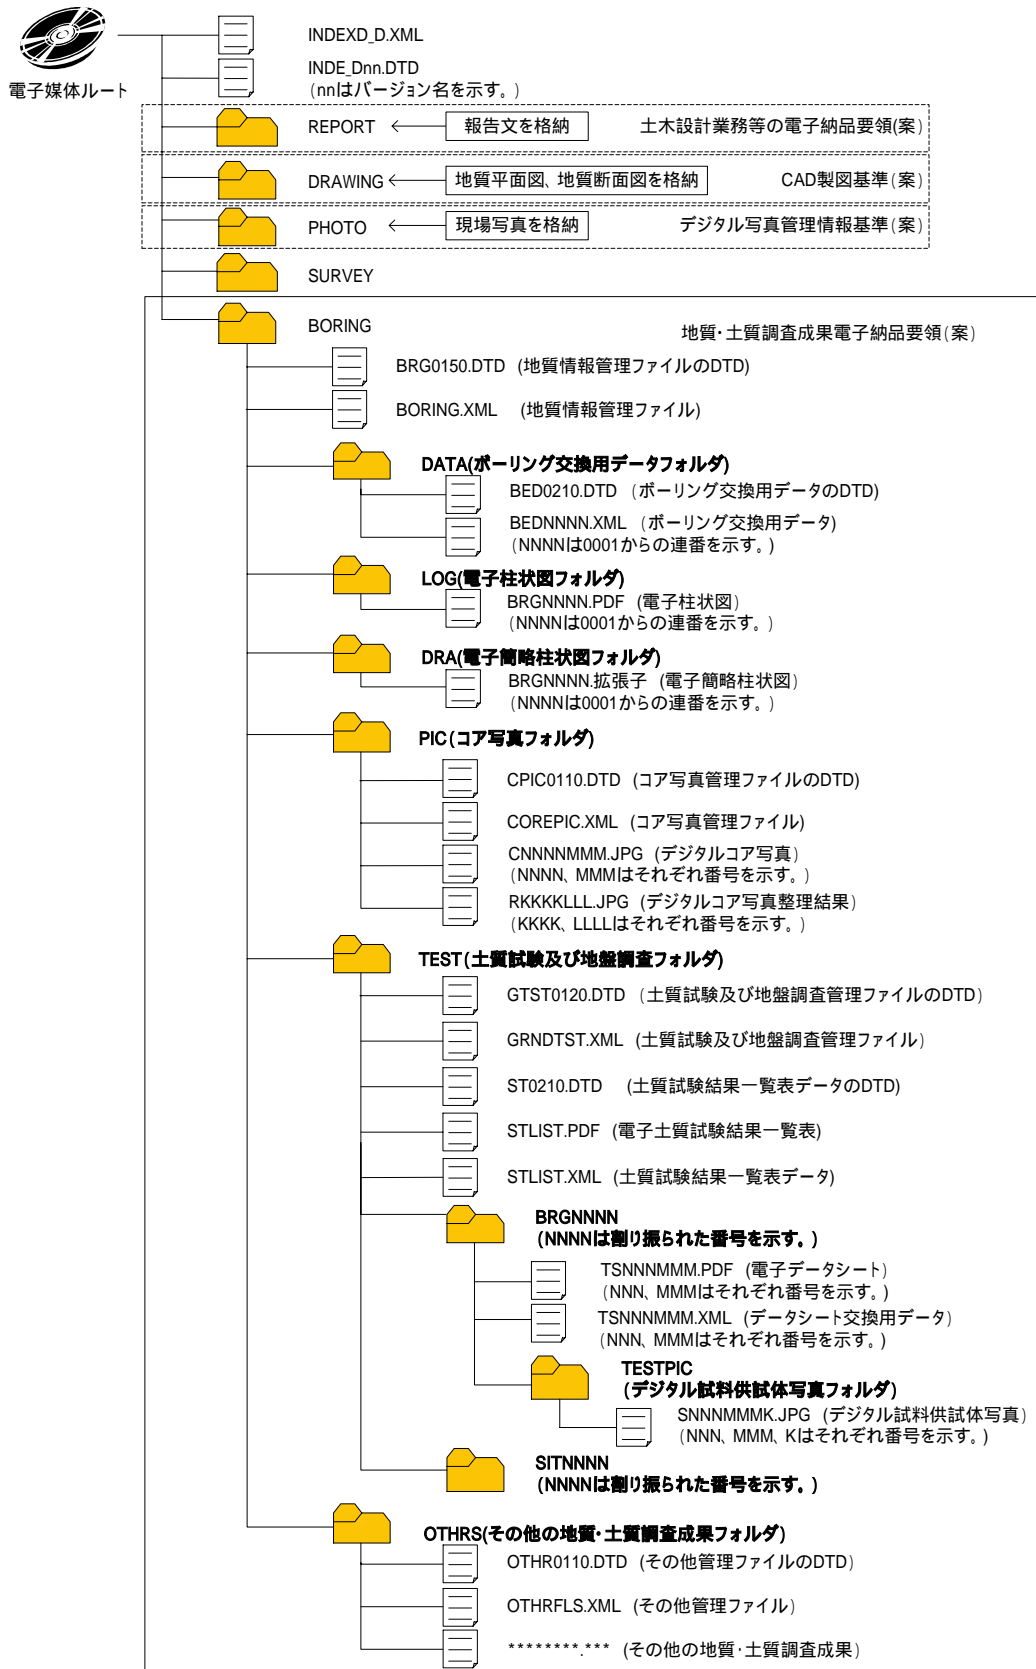 電子媒体ルート
INDEXD_D.XML
INDE_Dnn.DTD
(nnはバージョン名を示す。)
REPORT 報告文を格納 土木設計業務等の電子納品要領(案)
DRAWING 地質平面図、地質断面図を格納 CAD製図基準(案)
PHOTO 現場写真を格納 デジタル写真管理情報基準(案)
SURVEY
BORING 地質・土質調査成果電子納品要領(案)
BRG0150.DTD (地質情報管理ファイルのDTD)
BORING.XML (地質情報管理ファイル)
DATA(ボーリング交換用データフォルダ)
BED0210.DTD (ボーリング交換用データのDTD)
BEDNNNN.XML (ボーリング交換用データ)
(NNNNは0001からの連番を示す。)
LOG(電子柱状図フォルダ)
BRGNNNN.PDF (電子柱状図)
(NNNNは0001からの連番を示す。)
DRA(電子簡略柱状図フォルダ)
BRGNNNN.拡張子 (電子簡略柱状図)
(NNNNは0001からの連番を示す。)
PIC(コア写真フォルダ)
CPIC0110.DTD (コア写真管理ファイルのDTD)
COREPIC.XML (コア写真管理ファイル)
CNNNNMMM.JPG (デジタルコア写真)
(NNNN、MMMはそれぞれ番号を示す。)
RKKKKLLL.JPG (デジタルコア写真整理結果)
(KKKK、LLLLはそれぞれ番号を示す。)
TEST(土質試験及び地盤調査フォルダ)
GTST0120.DTD (土質試験及び地盤調査管理ファイルのDTD)
GRNDTST.XML (土質試験及び地盤調査管理ファイル)
ST0210.DTD (土質試験結果一覧表データのDTD)
STLIST.PDF (電子土質試験結果一覧表)
STLIST.XML (土質試験結果一覧表データ)
BRGNNNN
(NNNNは割り振られた番号を示す。)
TSNNNMMM.PDF (電子データシート)
(NNN、MMMはそれぞれ番号を示す。)
TSNNNMMM.XML (データシート交換用データ)
(NNN、MMMはそれぞれ番号を示す。)
TESTPIC
(デジタル試料供試体写真フォルダ)
SNNNMMMK.JPG (デジタル試料供試体写真)
(NNN、MMM、Kはそれぞれ番号を示す。)
SITNNNN
(NNNNは割り振られた番号を示す。)
OTHRS(その他の地質・土質調査成果フォルダ)
OTHR0110.DTD (その他管理ファイルのDTD)
OTHRFLS.XML (その他管理ファイル)
********.*** (その他の地質・土質調査成果)